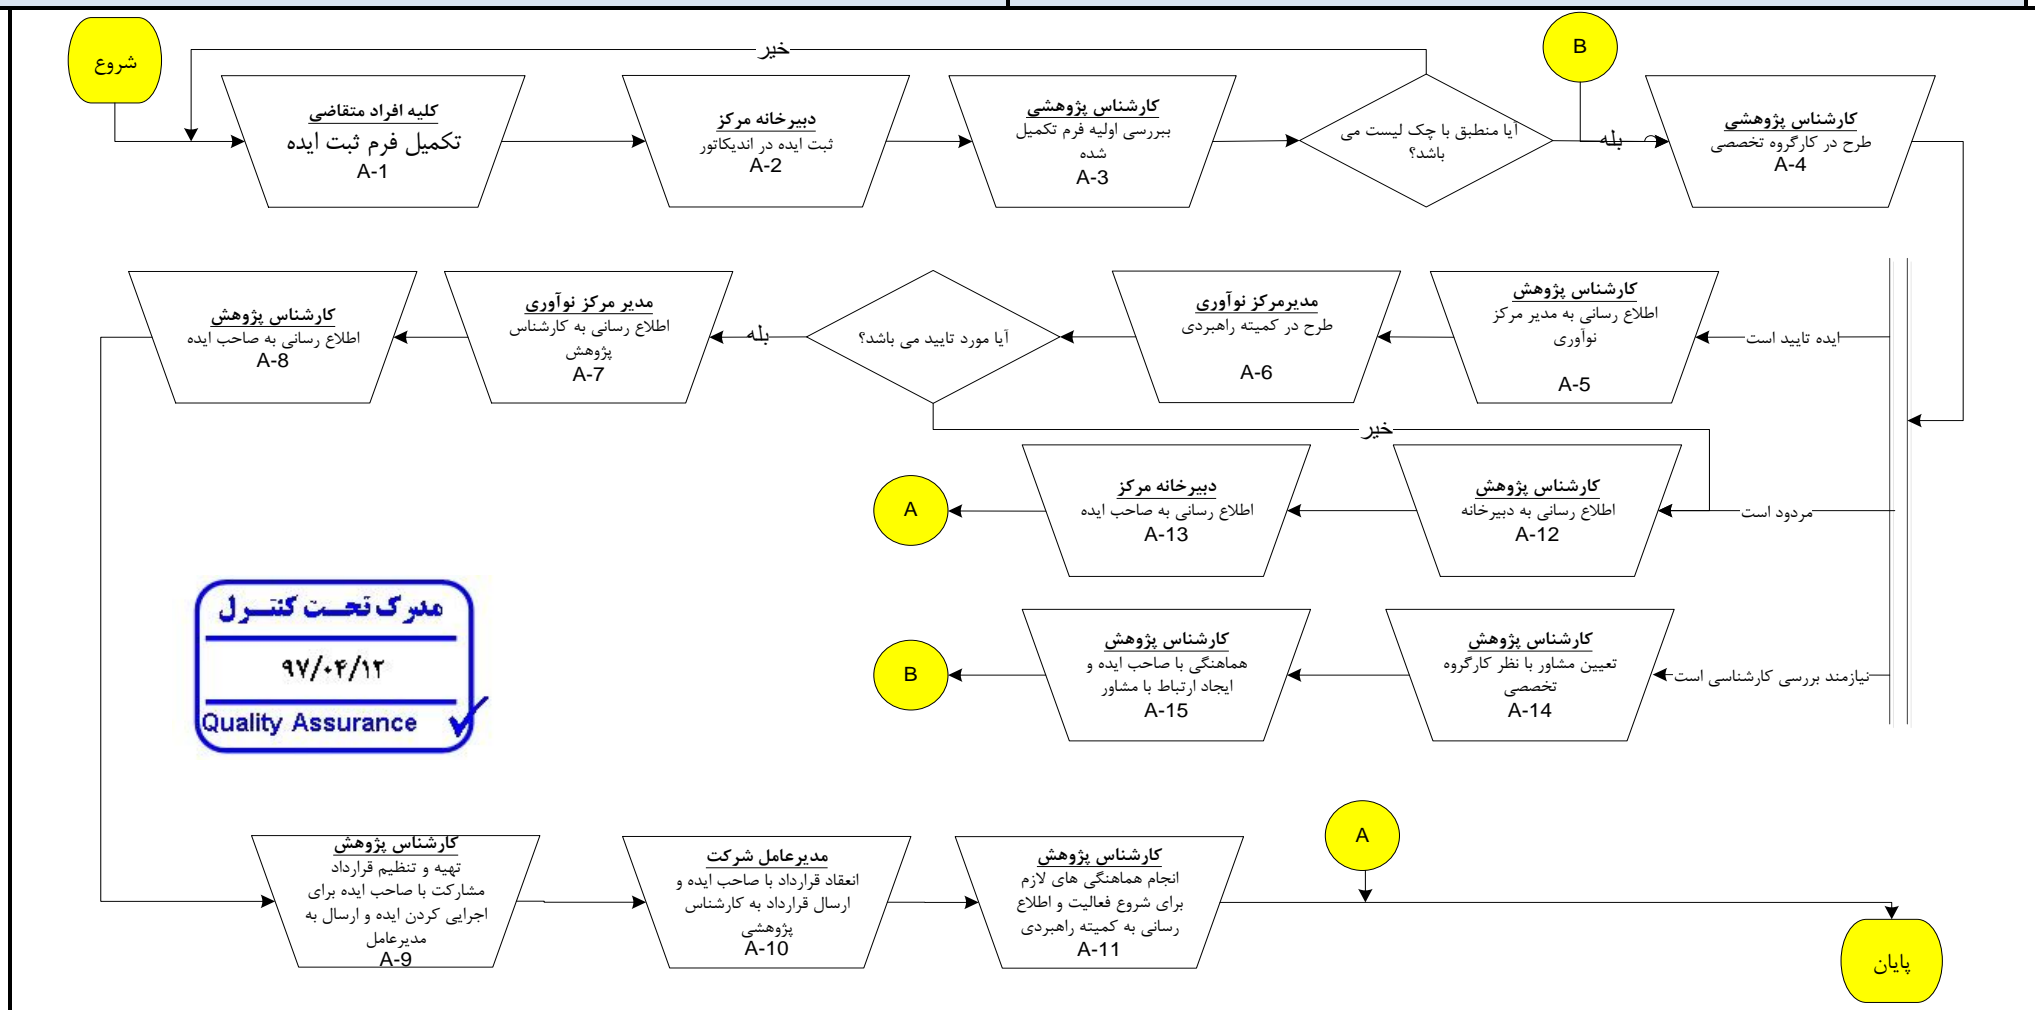 شروع
خیر
B
کلیه افراد متقاضی
تکمیل فرم ثبت ایده
A-1
دبیرخانه مرکز
ثبت ایده در اندیکاتور
A-2
کارشناس پژوهشی
ببررسی اولیه فرم تکمیل
شده
A-3
آیا منطبق با چک لیست می
باشد؟
بله
کارشناس پژوهشی
طرح در کارگروه تخصصی
A-4
ایده تایید است
کارشناس پژوهش
اطلاع رسانی به مدیر مرکز
نوآوری
A-5
مدیرمرکز نوآوری
طرح در کمیته راهبردی
A-6
آیا مورد تایید می باشد؟
بله
مدیر مرکز نوآوری
اطلاع رسانی به کارشناس
پژوهش
A-7
کارشناس پژوهش
اطلاع رسانی به صاحب ایده
A-8
خیر
مردود است
کارشناس پژوهش
اطلاع رسانی به دبیرخانه
A-12
دبیرخانه مرکز
اطلاع رسانی به صاحب ایده
A-13
A
نیازمند بررسی کارشناسی است
کارشناس پژوهش
تعیین مشاور با نظر کارگروه
تخصصی
A-14
کارشناس پژوهش
هماهنگی با صاحب ایده و
ایجاد ارتباط با مشاور
A-15
B
مدرک تحت کنترل
۹۷/۰۴/۱۲
Quality Assurance
کارشناس پژوهش
تهیه و تنظیم قرارداد
مشارکت با صاحب ایده برای
اجرایی کردن ایده و ارسال به
مدیرعامل
A-9
مدیرعامل شرکت
انعقاد قرارداد با صاحب ایده و
ارسال قرارداد به کارشناس
پژوهشی
A-10
کارشناس پژوهش
انجام هماهنگی های لازم
برای شروع فعالیت و اطلاع
رسانی به کمیته راهبردی
A-11
A
پایان